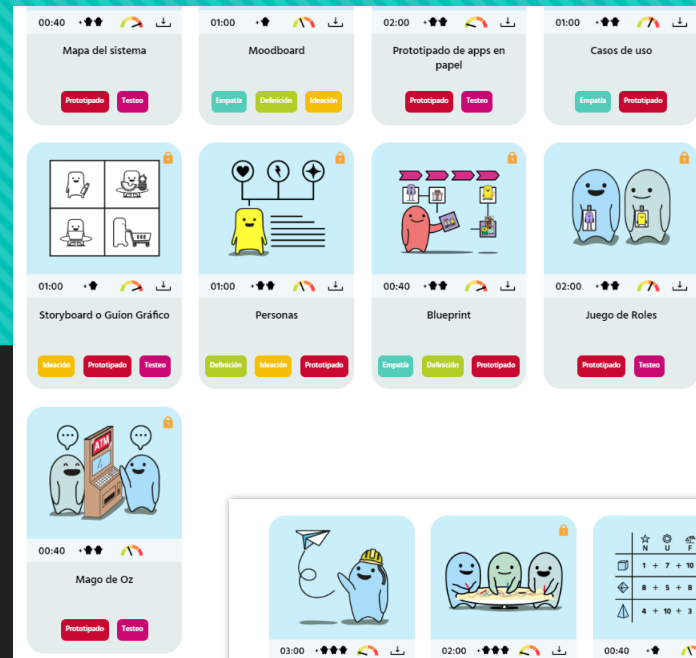 00:40
01:00
02:00
01:00
Mapa del sistema
Moodboard
Prototipado de apps en
papel
Casos de uso
Prototipado Testeo
Empatía Definición Ideación
Prototipado Testeo
Empatía Prototipado
01:00
01:00
00:40
02:00
Storyboard o Guion Gráfico
Personas
Blueprint
Juego de Roles
Ideación Prototipado Testeo
Definición Ideación Prototipado
Empatía Definición Prototipado
Prototipado Testeo
ATM
00:40
Mago de Oz
Prototipado Testeo
N U F
1 + 7 + 10
8 + 5 + 8
4 + 10 + 3
03:00
02:00
00:40